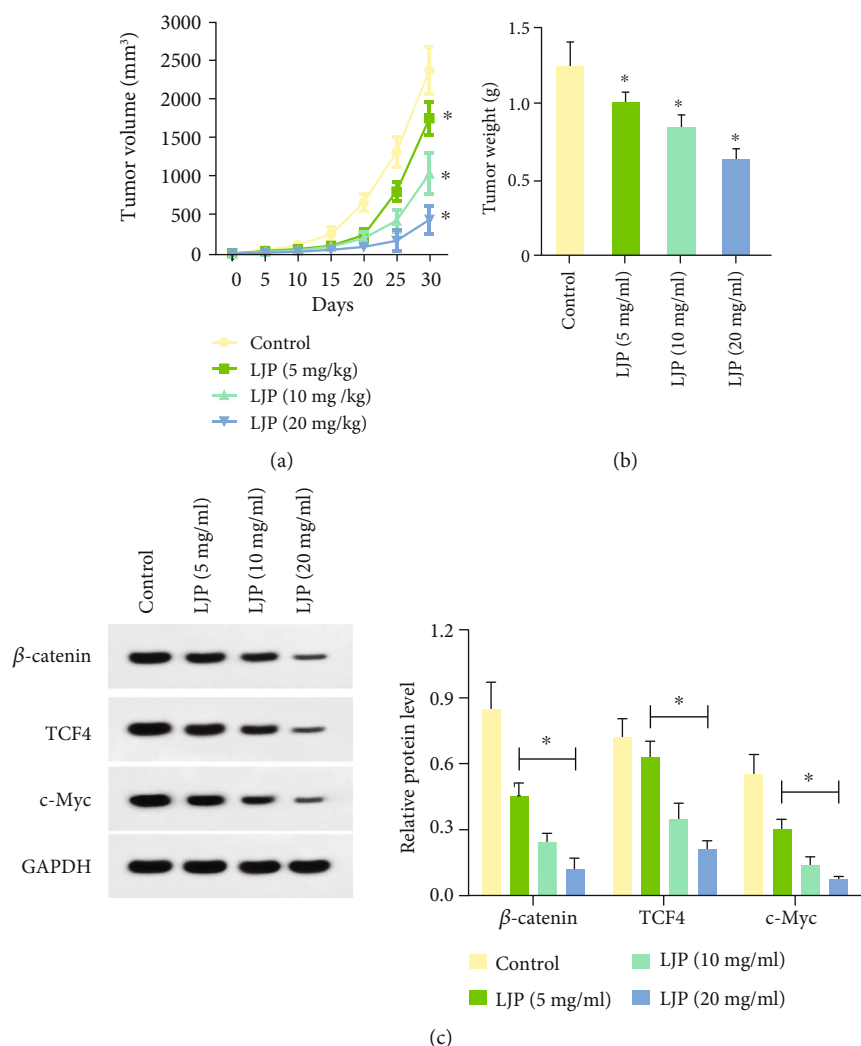 3000
2500
2000
1500
1000
500
0
Tumor volume (mm³)
*
*
*
0 5 10 15 20 25 30
Days
Control
LJP (5 mg/kg)
LJP (10 mg /kg)
LJP (20 mg/kg)
(a)
1.5
1.0
0.5
0
Tumor weight (g)
*
*
*
Control
LJP (5 mg/ml)
LJP (10 mg/ml)
LJP (20 mg/ml)
(b)
Control
LJP (5 mg/ml)
LJP (10 mg/ml)
LJP (20 mg/ml)
β-catenin
TCF4
c-Myc
GAPDH
1.2
0.9
0.6
0.3
0.0
Relative protein level
*
*
*
β-catenin TCF4 c-Myc
Control
LJP (5 mg/ml)
LJP (10 mg/ml)
LJP (20 mg/ml)
(c)